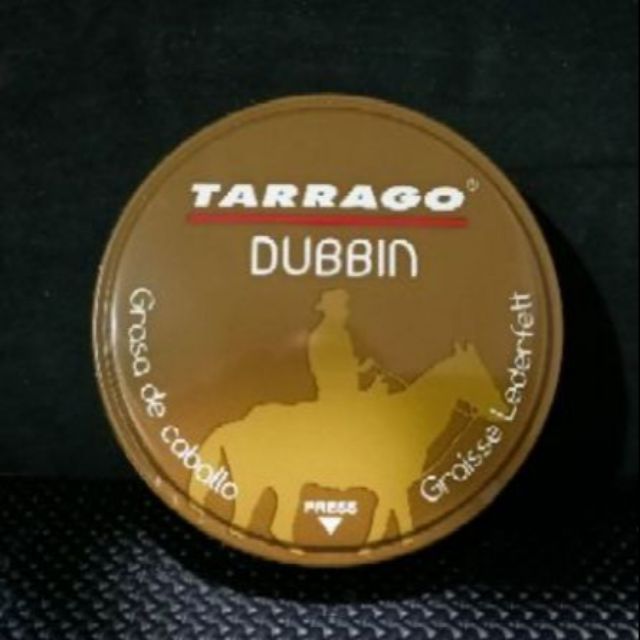 TARRAGO®
DUBBIN
Grasa de caballo
Graisse Lederfett
PRESS